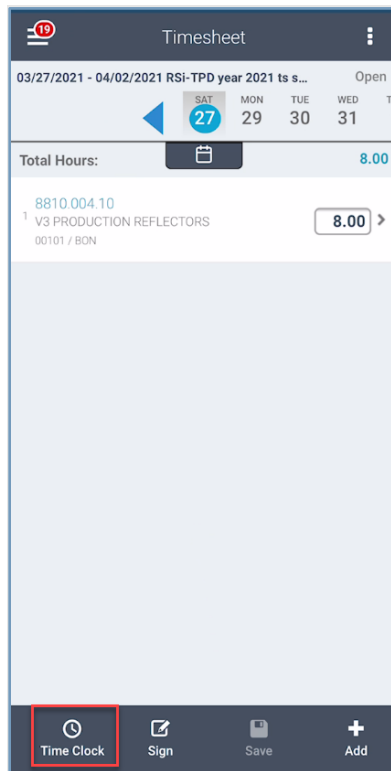 19
Timesheet
03/27/2021 - 04/02/2021 RSi-TPD year 2021 ts s... Open
SAT MON TUE WED T
27 29 30 31
Total Hours: 8.00
8810.004.10
1 V3 PRODUCTION REFLECTORS 8.00
00101 / BON
Time Clock Sign Save Add